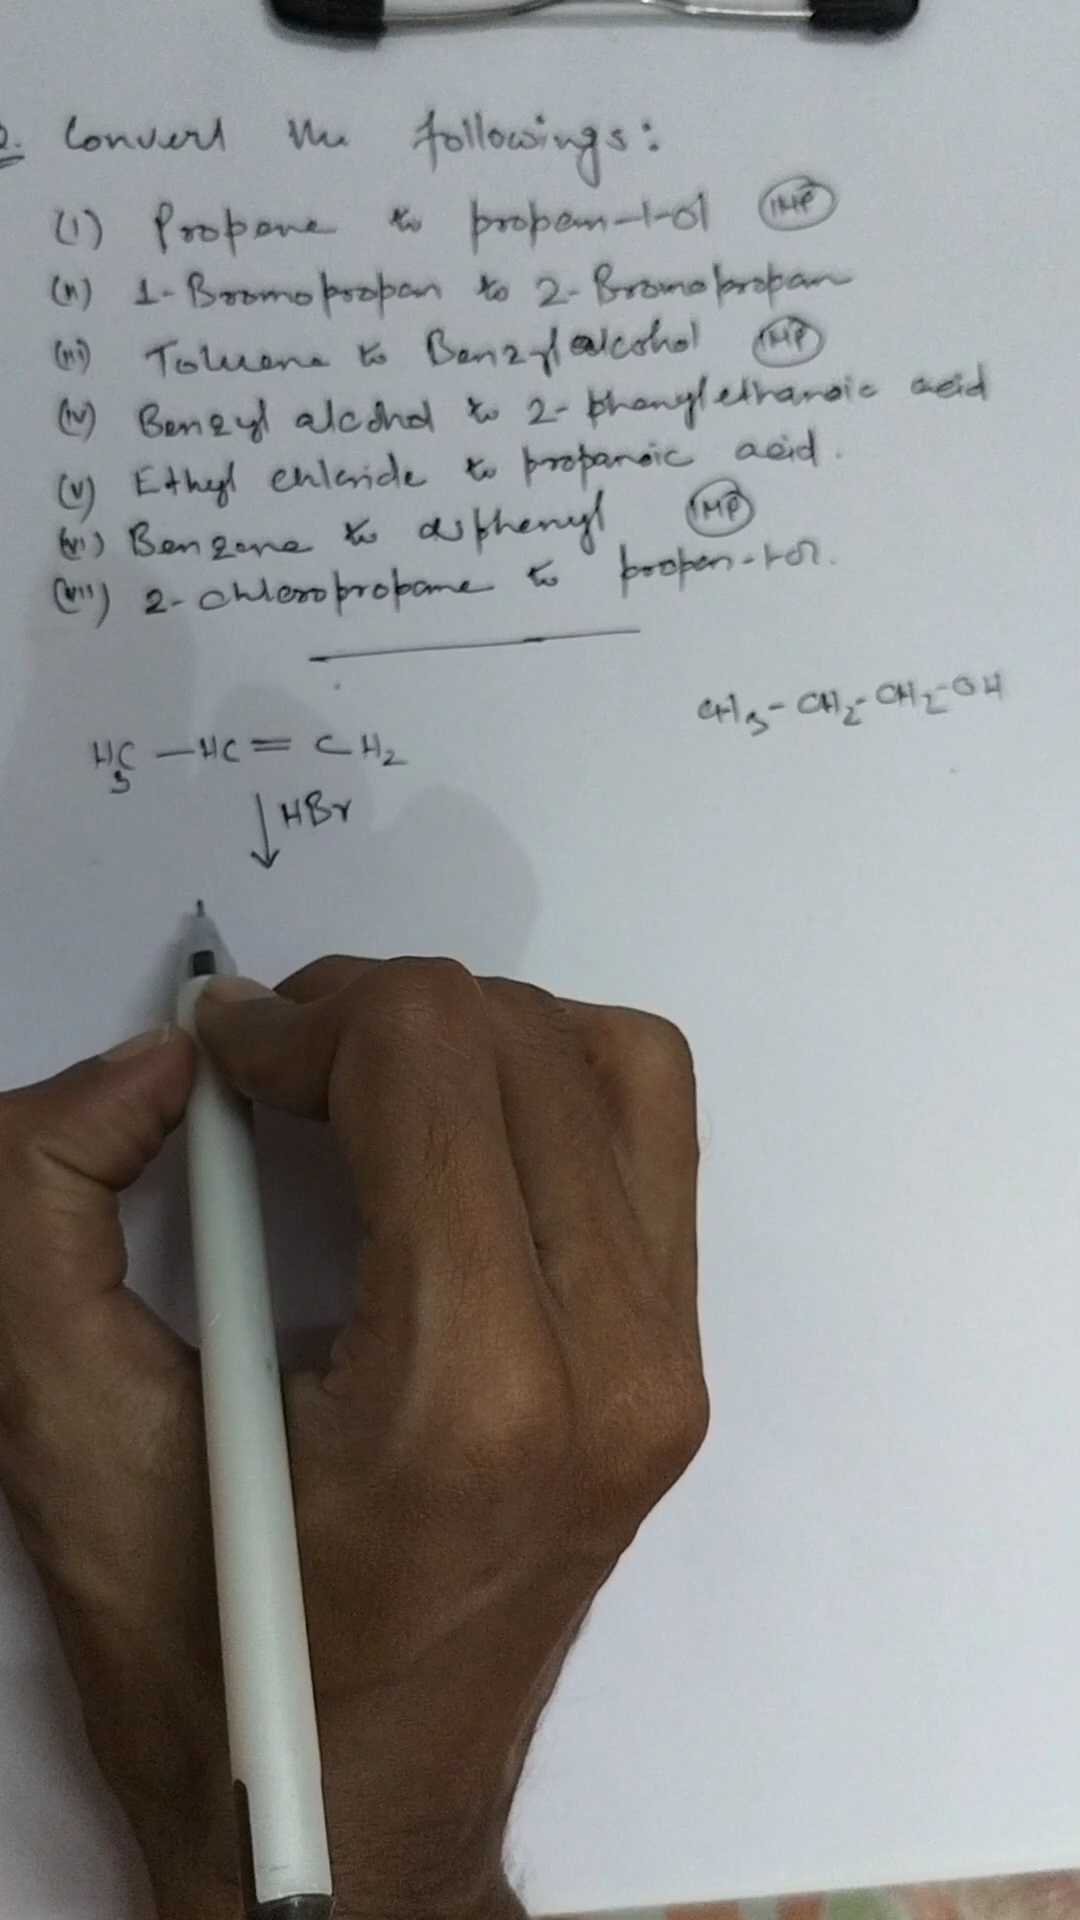 Q. Convert the followings:
(i) Propene to propan-1-ol IMP
(ii) 1-Bromopropan to 2-Bromopropan
(iii) Toluene to Benzyl alcohol IMP
(iv) Benzyl alcohol to 2-phenylethanoic acid
(v) Ethyl chloride to propanoic acid.
(vi) Benzene to diphenyl IMP
(vii) 2-chloropropane to propan-1-ol.
CH₃-CH₂-CH₂-OH
H₃C-HC=CH₂
↓HBr